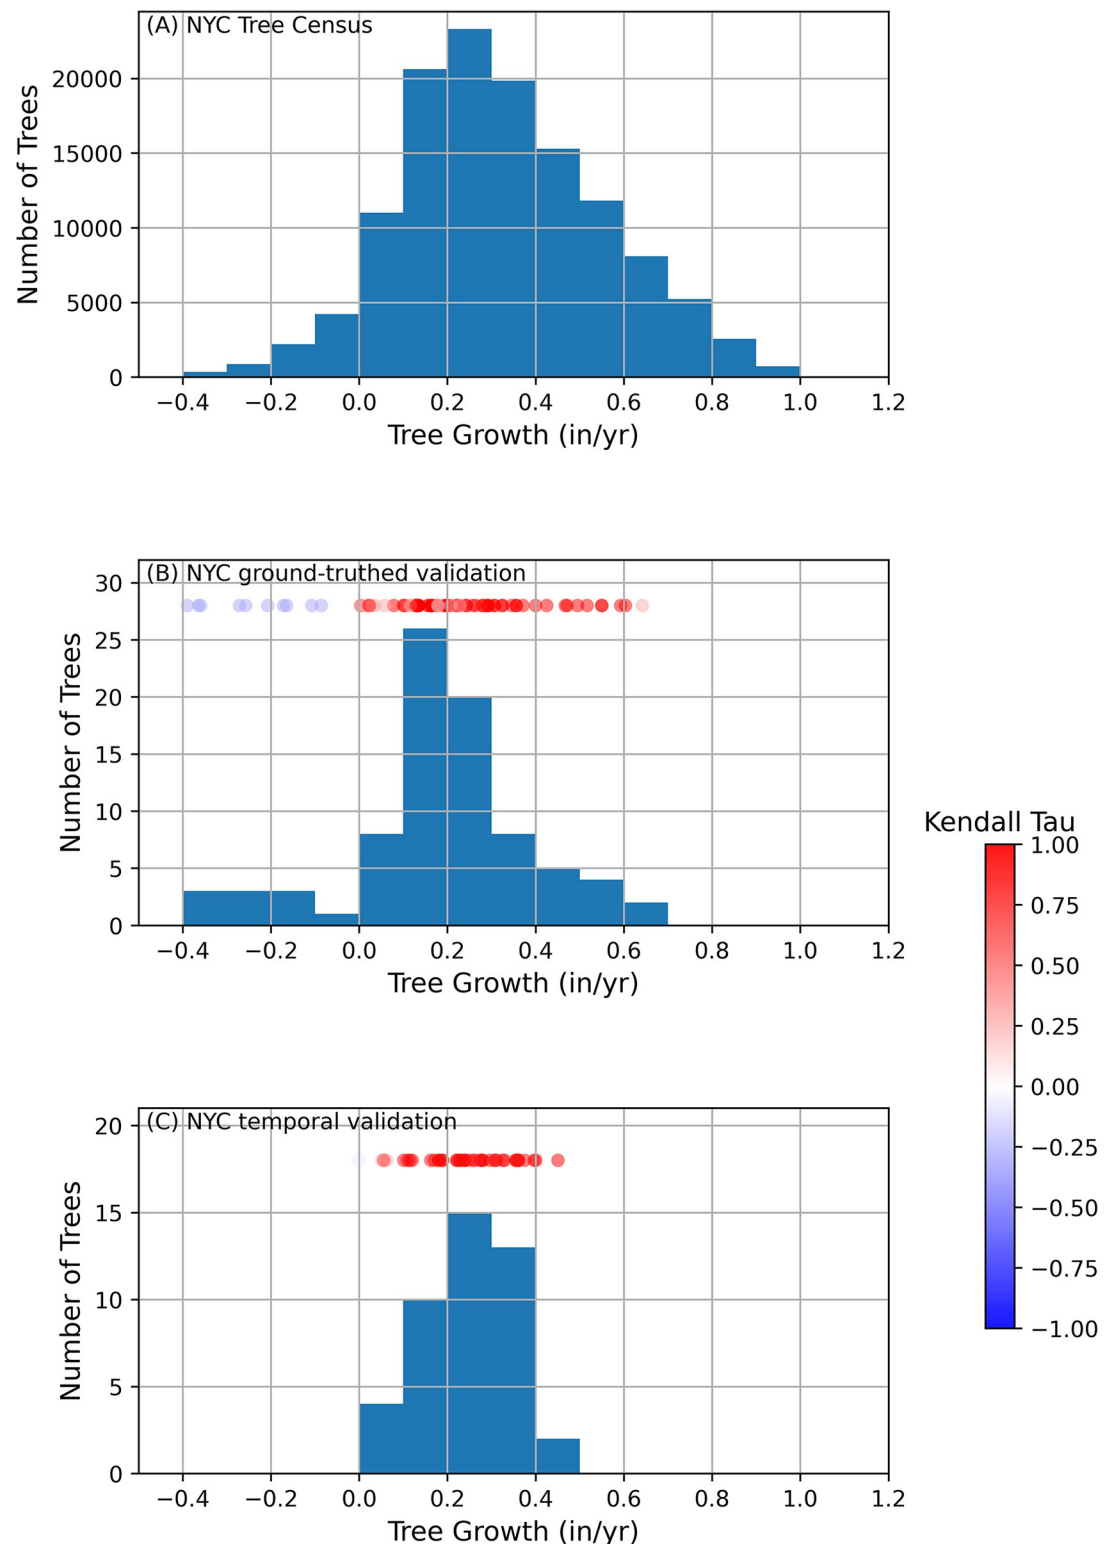 (A) NYC Tree Census
Number of Trees
20000
15000
10000
5000
0
−0.4 −0.2 0.0 0.2 0.4 0.6 0.8 1.0 1.2
Tree Growth (in/yr)
(B) NYC ground-truthed validation
Number of Trees
30
25
20
15
10
5
0
−0.4 −0.2 0.0 0.2 0.4 0.6 0.8 1.0 1.2
Tree Growth (in/yr)
Kendall Tau
1.00
0.75
0.50
0.25
0.00
−0.25
−0.50
−0.75
−1.00
(C) NYC temporal validation
Number of Trees
20
15
10
5
0
−0.4 −0.2 0.0 0.2 0.4 0.6 0.8 1.0 1.2
Tree Growth (in/yr)